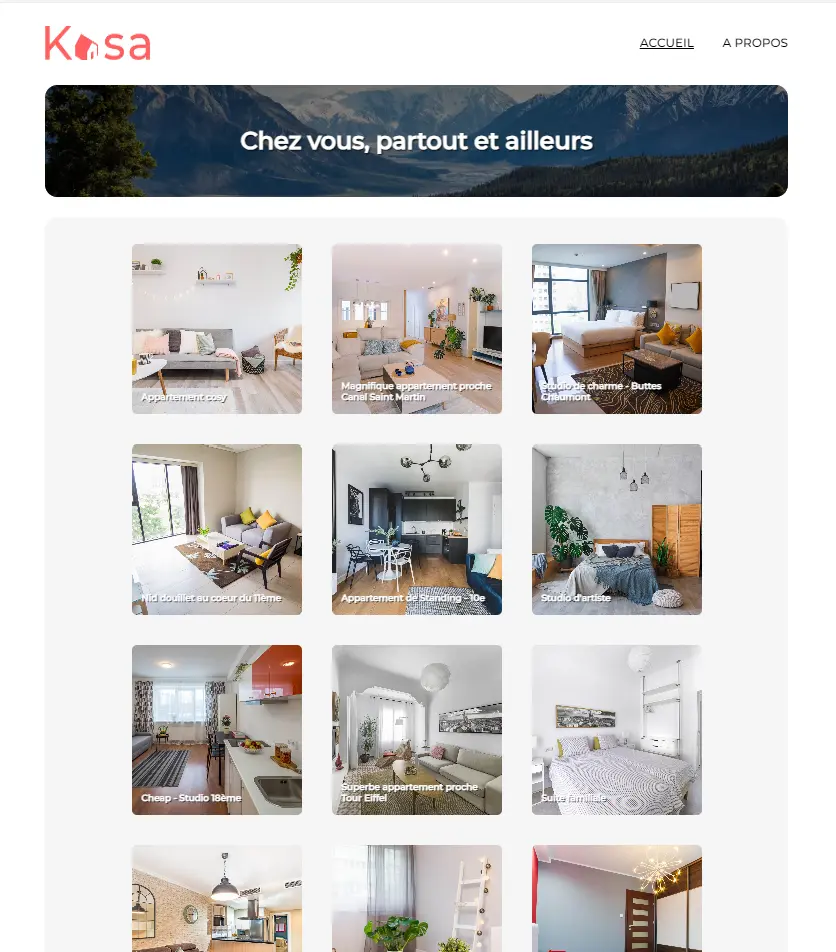 Kasa
ACCUEIL
A PROPOS
Chez vous, partout et ailleurs
Appartement cosy
Magnifique appartement proche
Canal Saint Martin
Studio de charme - Buttes
Chaumont
Nid douillet au coeur du 11ème
Appartement de Standing - 10e
Studio d'artiste
Cheap - Studio 18ème
Superbe appartement proche
Tour Eiffel
Suite familiale